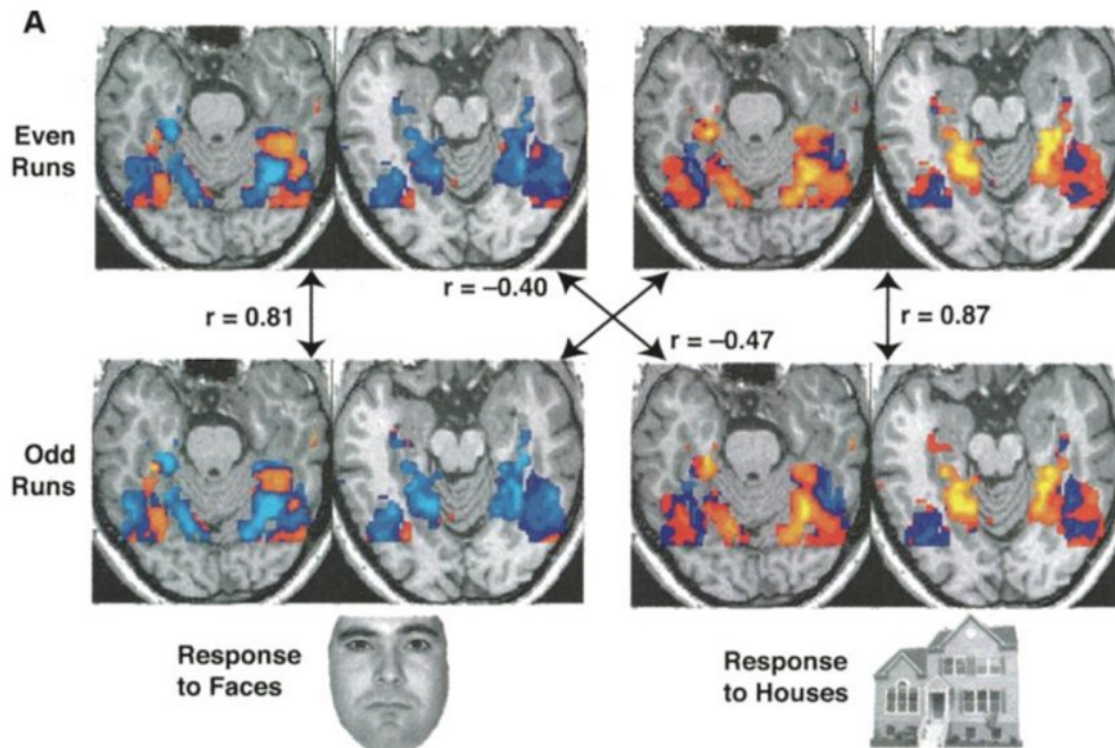 A
Even
Runs
r = 0.81
r = –0.40
r = –0.47
r = 0.87
Odd
Runs
Response
to Faces
Response
to Houses